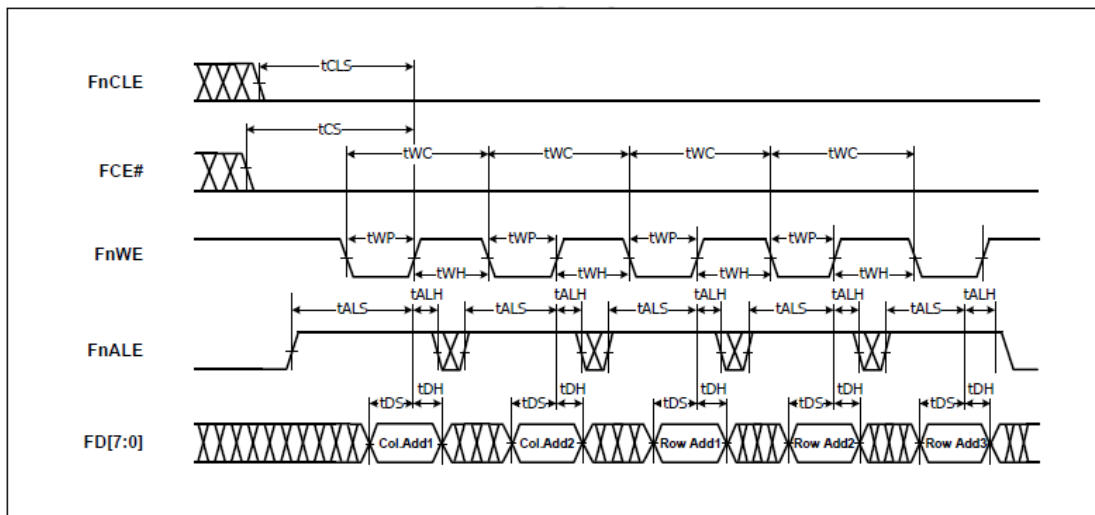 FnCLE
tCLS
tCS
FCE#
tWC tWC tWC tWC
FnWE
tWP tWP tWP tWP
tWH tWH tWH tWH
tALH tALH tALH tALH tALH
tALS tALS tALS tALS tALS
FnALE
tDH tDH tDH tDH tDH
tDS tDS tDS tDS tDS
FD[7:0]
Col.Add1 Col.Add2 Row Add1 Row Add2 Row Add3